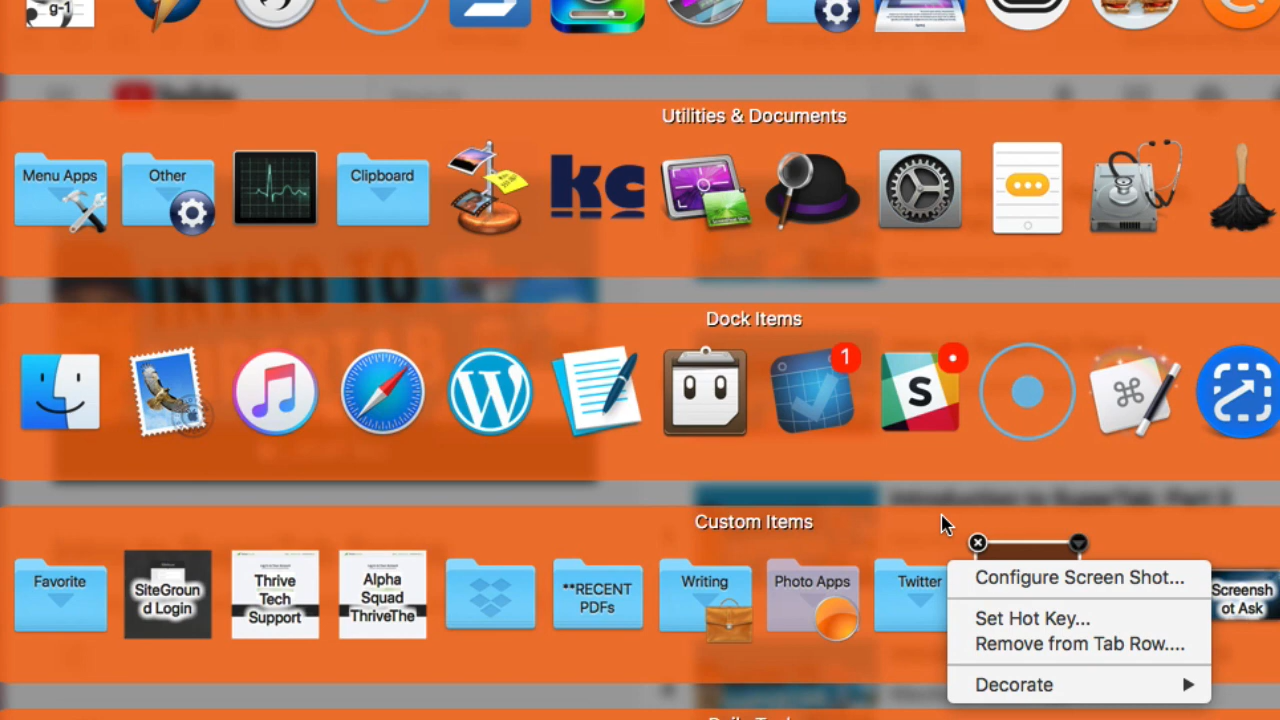 g-1
Utilities & Documents
Menu Apps
Other
Clipboard
kc
Dock Items
1
S
INTRO TO
Custom Items
Favorite
SiteGroun
d Login
Thrive
Tech
Support
Alpha
Squad
ThriveThe
**RECENT
PDFs
Writing
Photo Apps
Twitter
Screensh
ot Ask
Configure Screen Shot...
Set Hot Key...
Remove from Tab Row....
Decorate